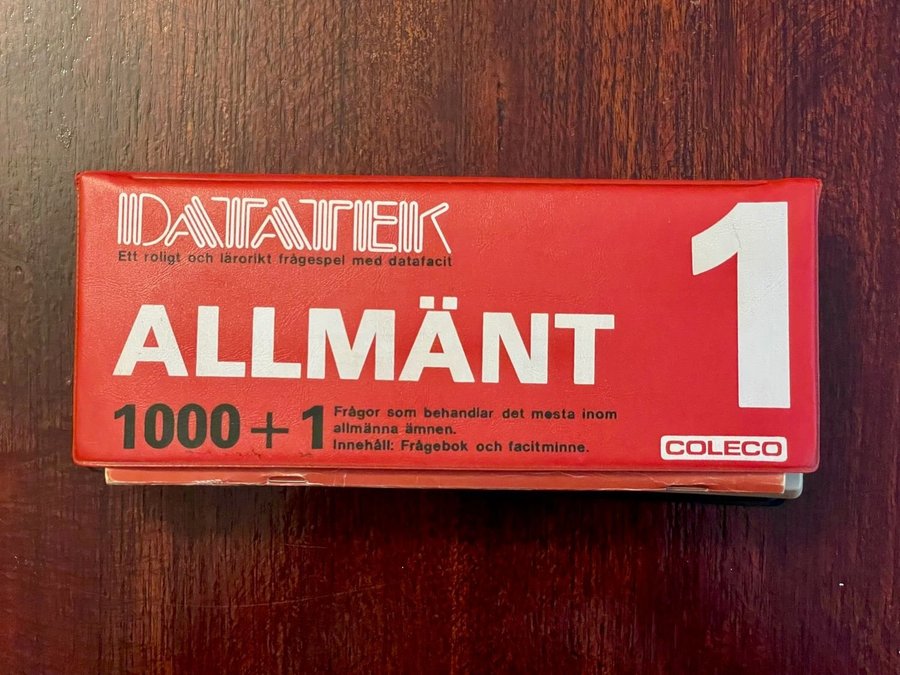 DATATEK
Ett roligt och lärorikt frågespel med datafacit
1
ALLMÄNT
1000+1
Frågor som behandlar det mesta inom
allmänna ämnen.
Innehåll: Frågebok och facitminne.
COLECO